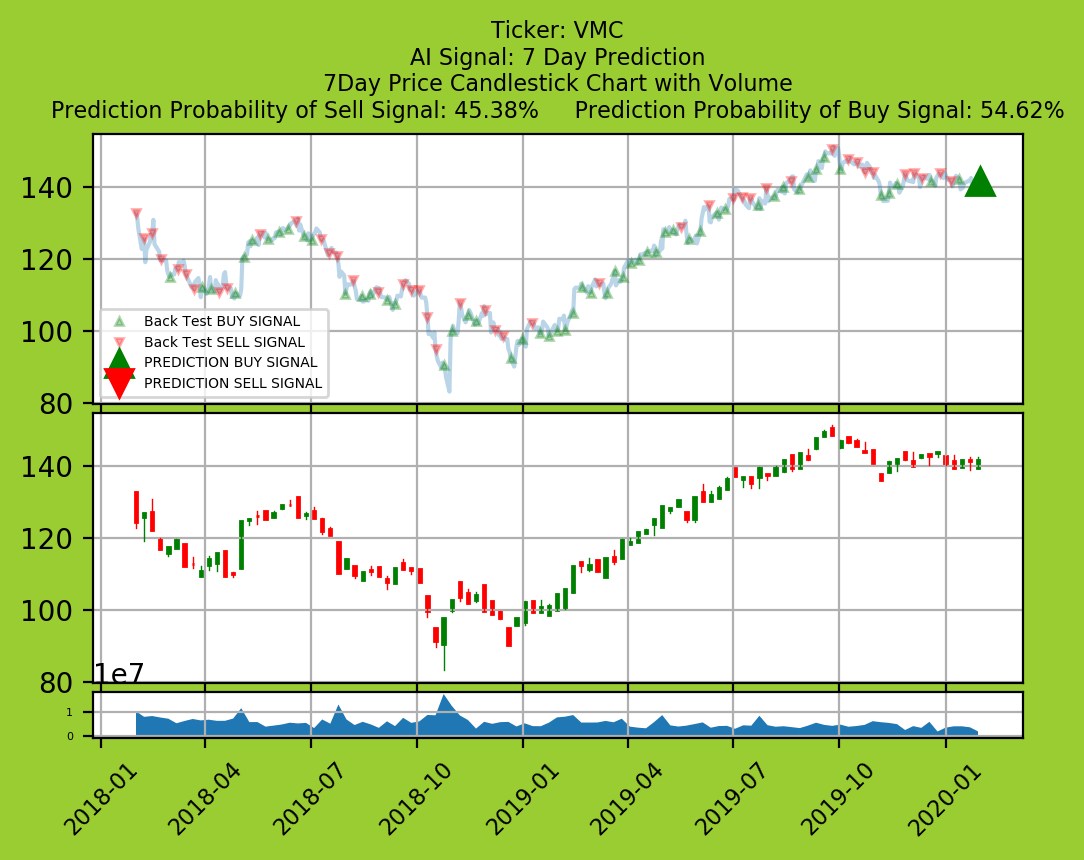 Ticker: VMC
AI Signal: 7 Day Prediction
7Day Price Candlestick Chart with Volume
Prediction Probability of Sell Signal: 45.38% Prediction Probability of Buy Signal: 54.62%
140
120
100
80
Back Test BUY SIGNAL
Back Test SELL SIGNAL
PREDICTION BUY SIGNAL
PREDICTION SELL SIGNAL
140
120
100
80
1e7
1
0
2018-01
2018-04
2018-07
2018-10
2019-01
2019-04
2019-07
2019-10
2020-01